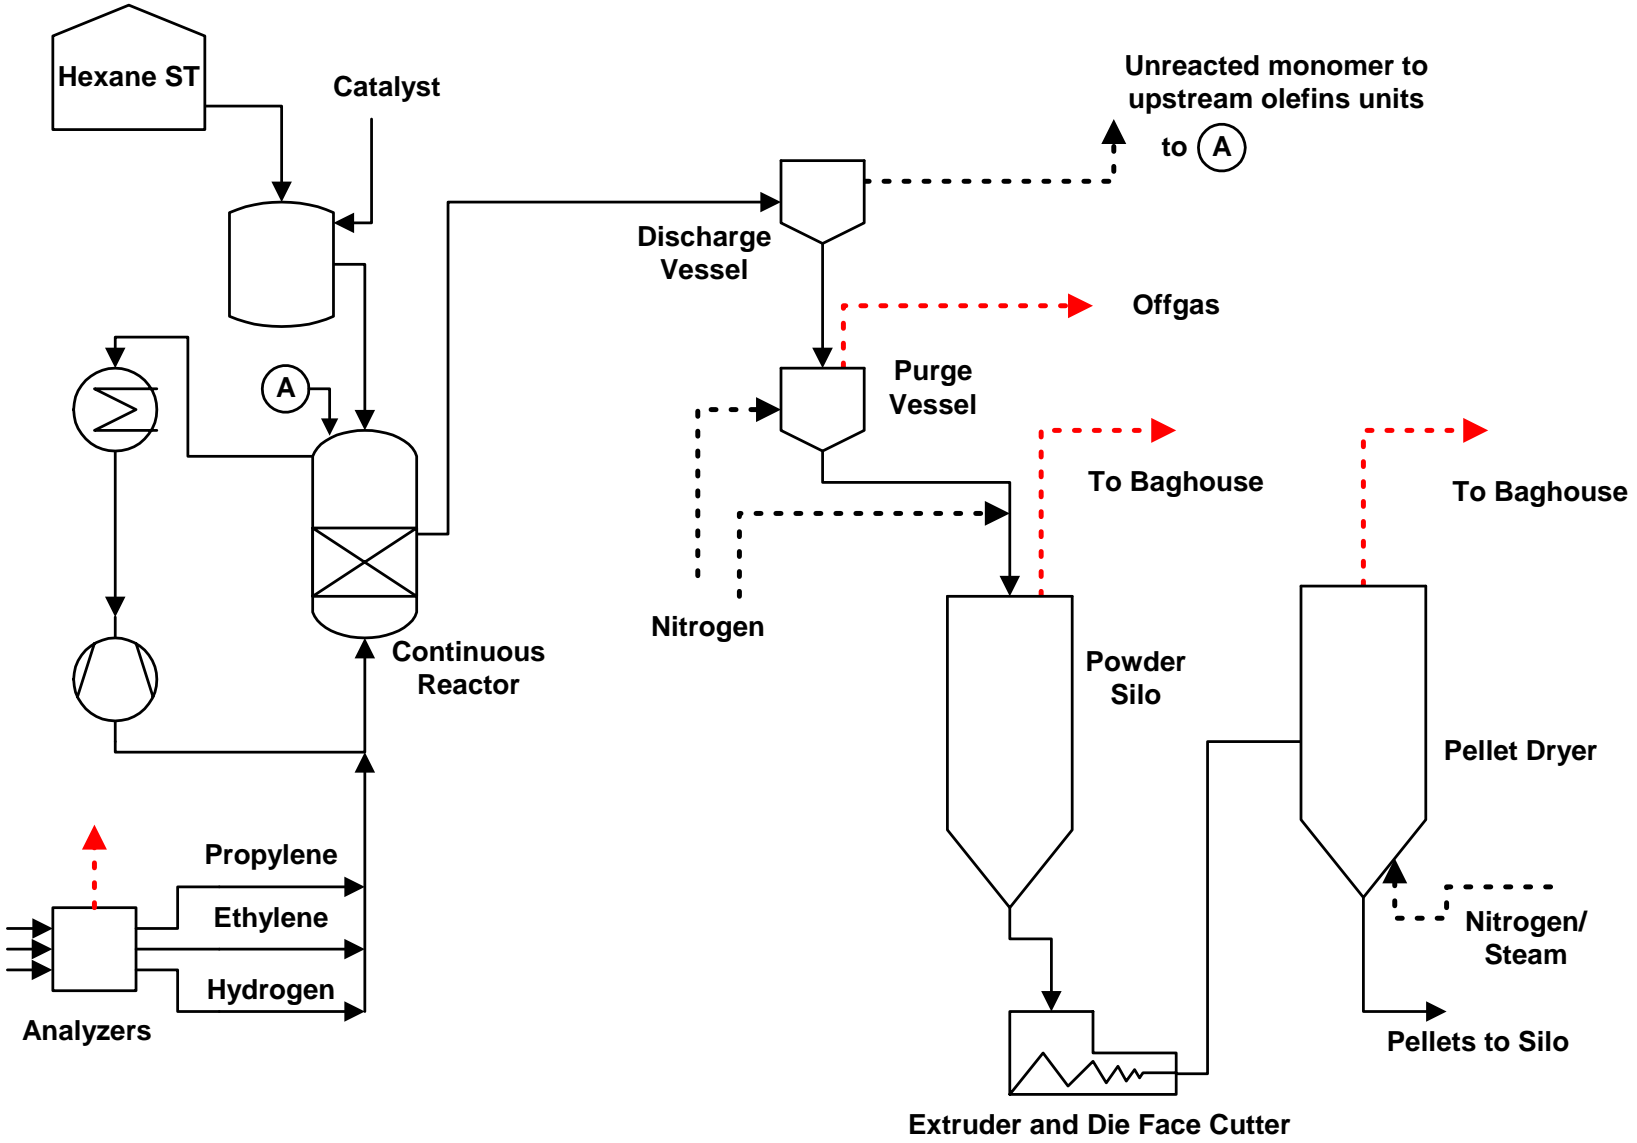 Hexane ST
Catalyst
Unreacted monomer to
upstream olefins units
to A
Discharge
Vessel
Offgas
Purge
Vessel
A
To Baghouse
To Baghouse
Nitrogen
Continuous
Reactor
Powder
Silo
Pellet Dryer
Propylene
Ethylene
Hydrogen
Analyzers
Nitrogen/
Steam
Pellets to Silo
Extruder and Die Face Cutter